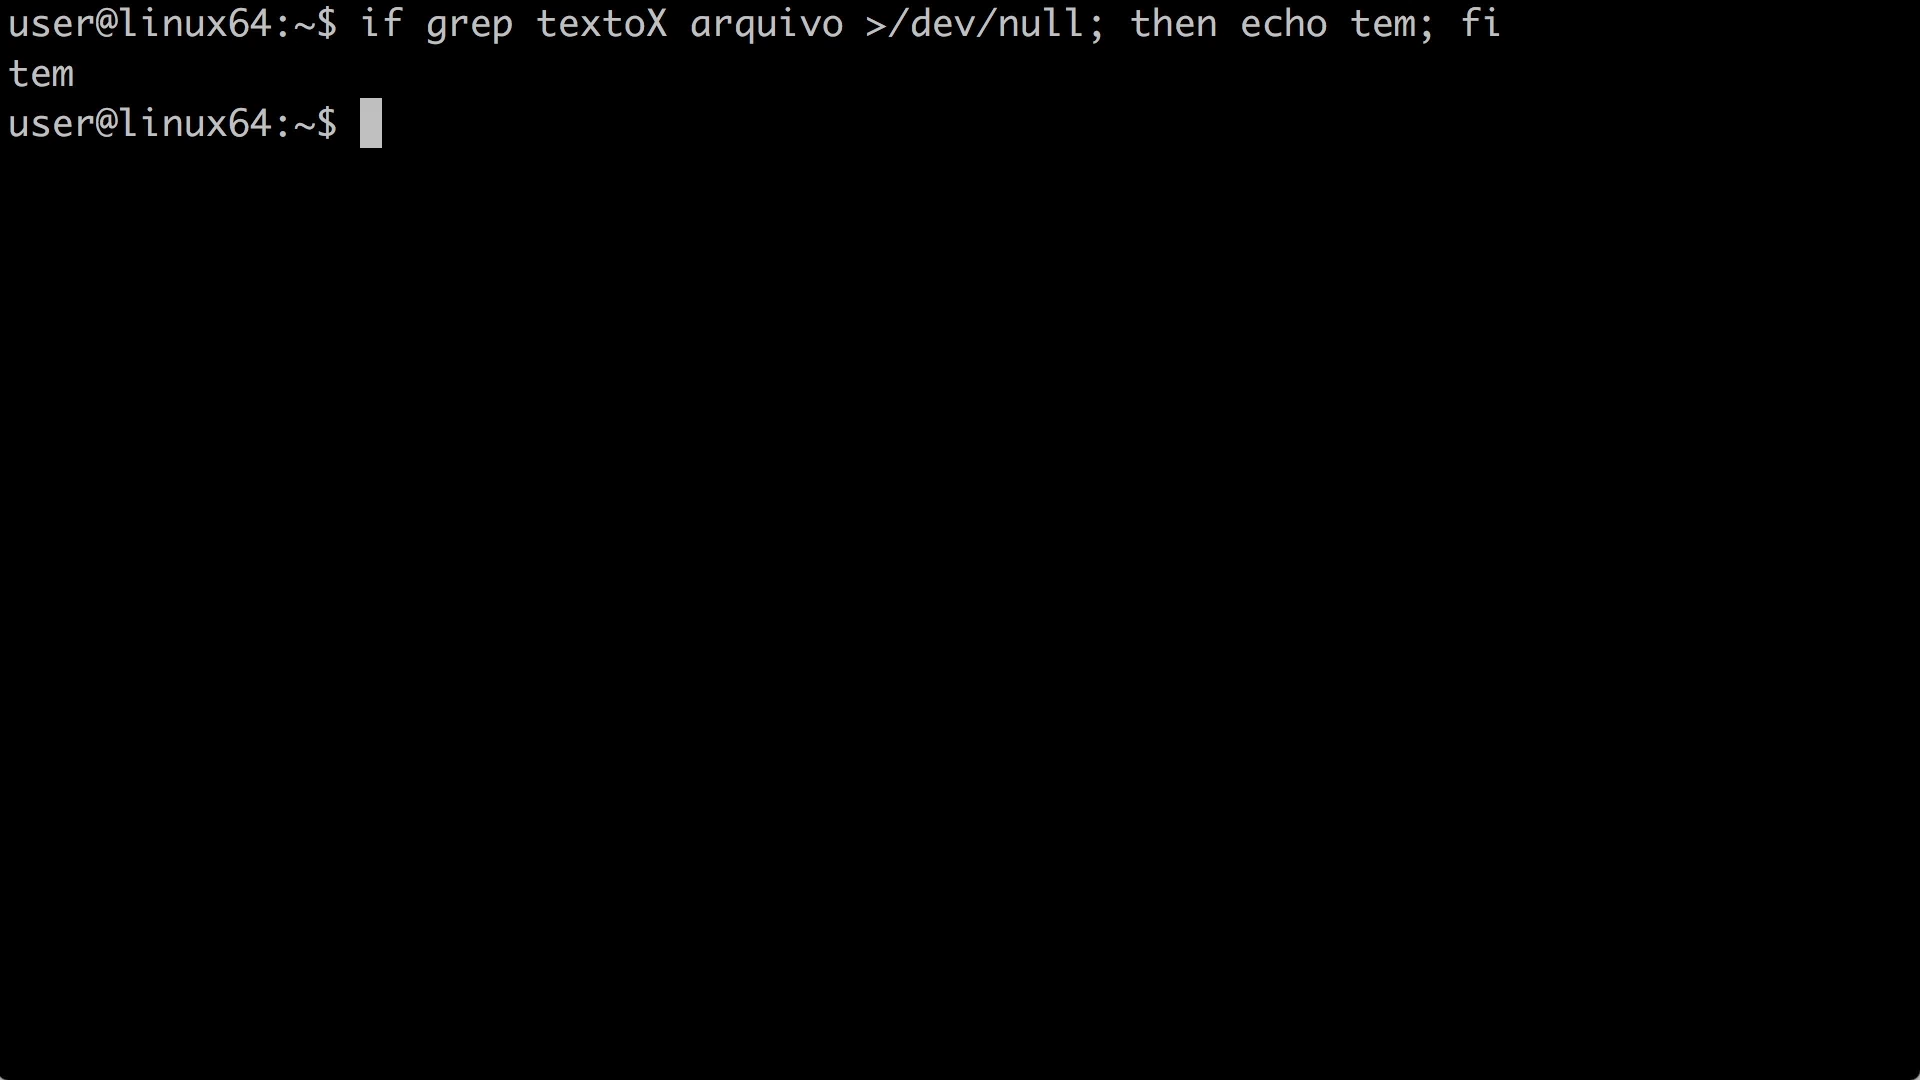 user@linux64:~$ if grep textoX arquivo >/dev/null; then echo tem; fi
tem
user@linux64:~$